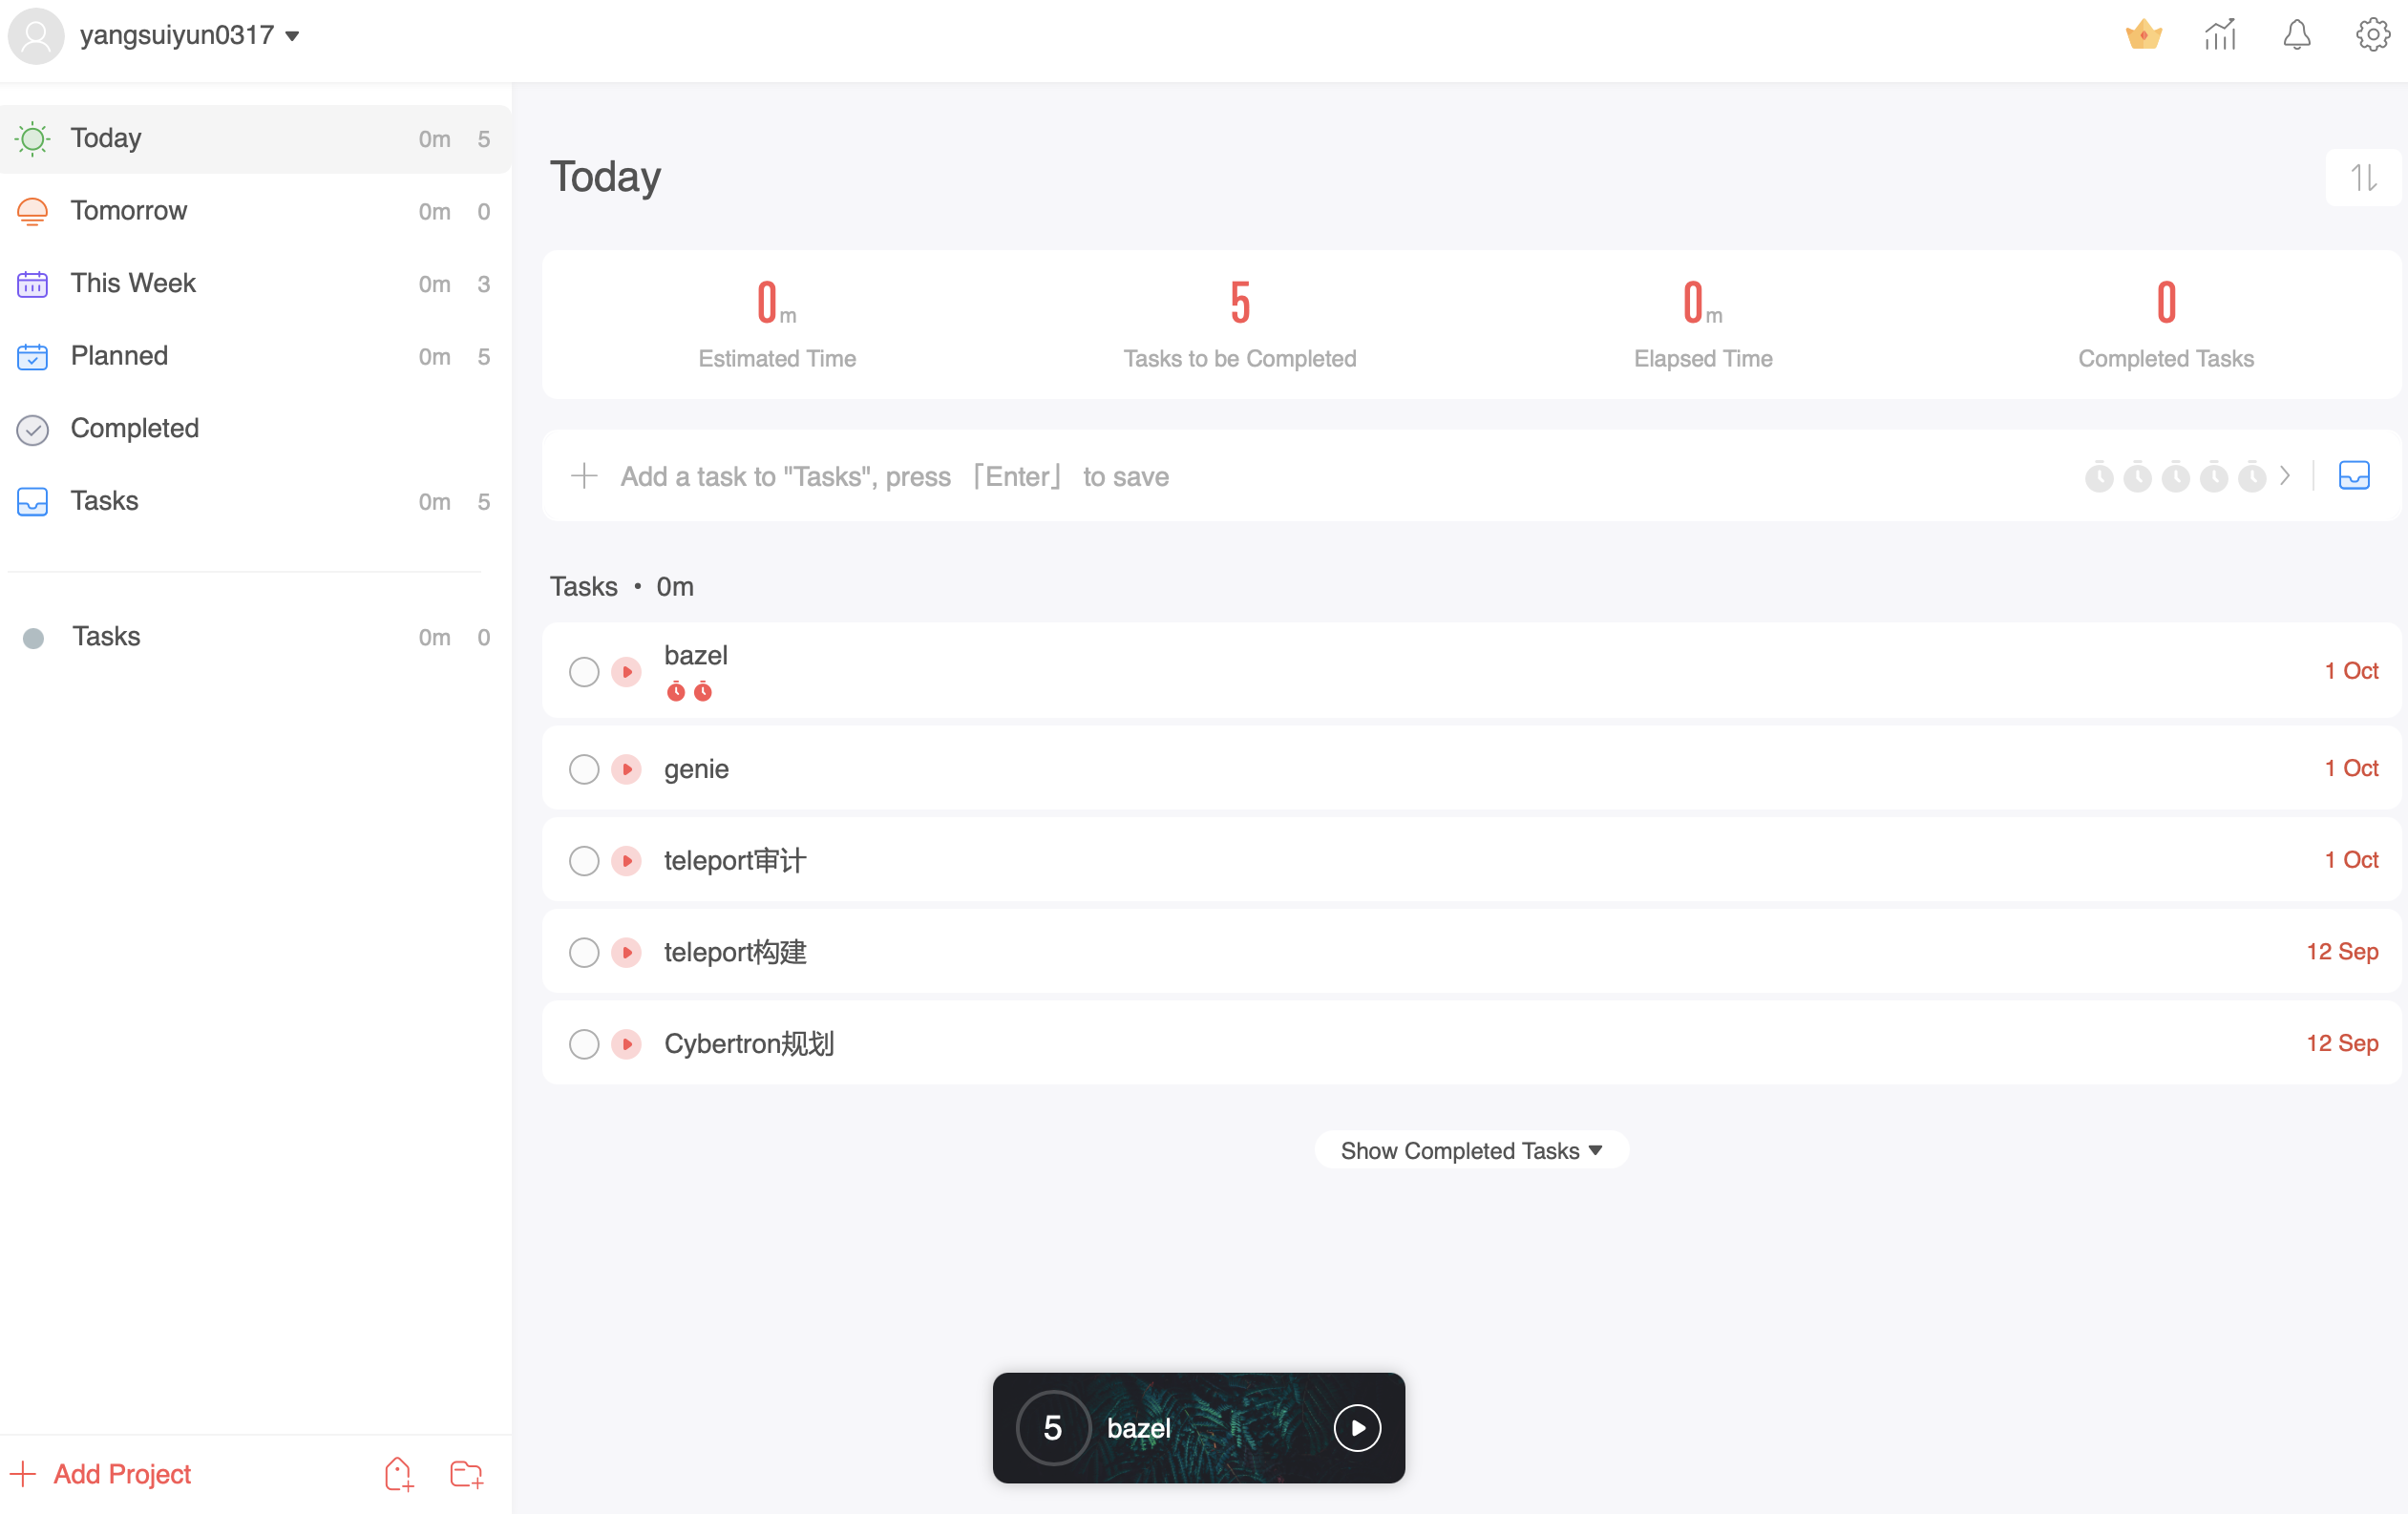 yangsuiyun0317
Today 0m 5
Tomorrow 0m 0
This Week 0m 3
Planned 0m 5
Completed
Tasks 0m 5
Tasks 0m 0
Add Project
Today
0m 5 0m 0
Estimated Time Tasks to be Completed Elapsed Time Completed Tasks
Add a task to "Tasks", press 「Enter」 to save
Tasks • 0m
bazel 1 Oct
genie 1 Oct
teleport审计 1 Oct
teleport构建 12 Sep
Cybertron规划 12 Sep
Show Completed Tasks
5 bazel